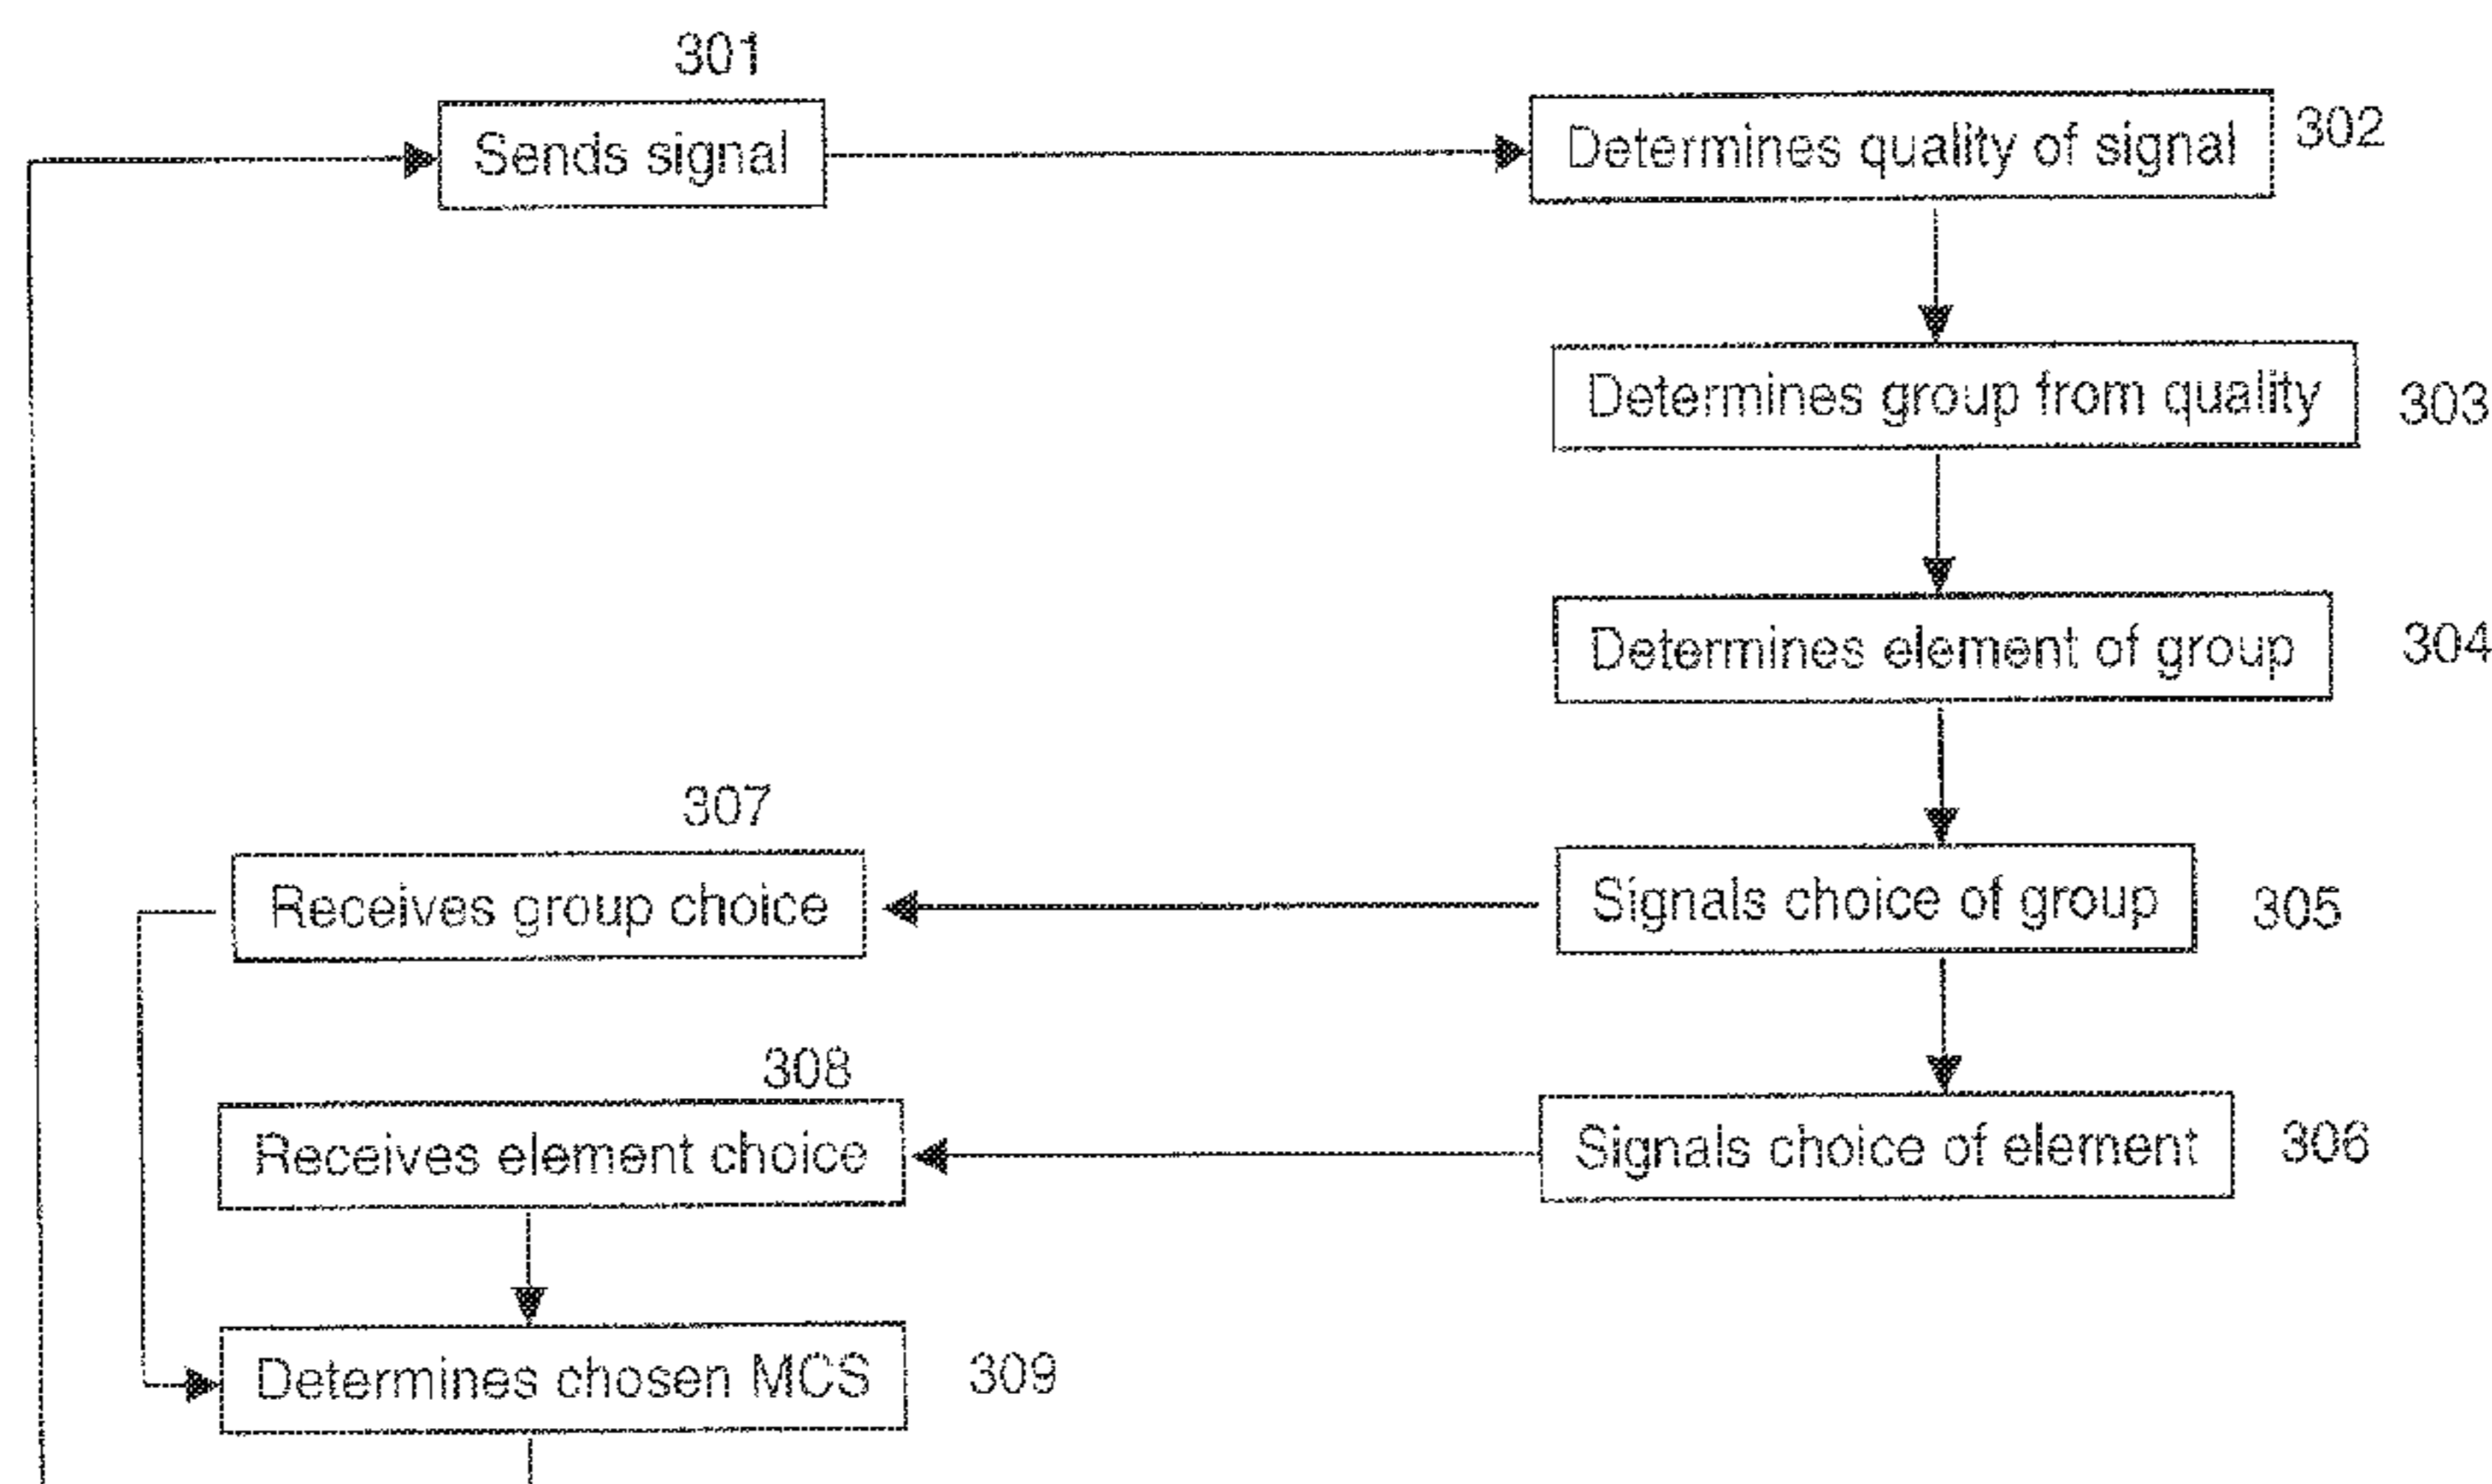 301
Sends signal
Determines quality of signal
302
Determines group from quality
303
Determines element of group
304
307
Receives group choice
Signals choice of group
305
308
Receives element choice
Signals choice of element
306
Determines chosen MCS
309